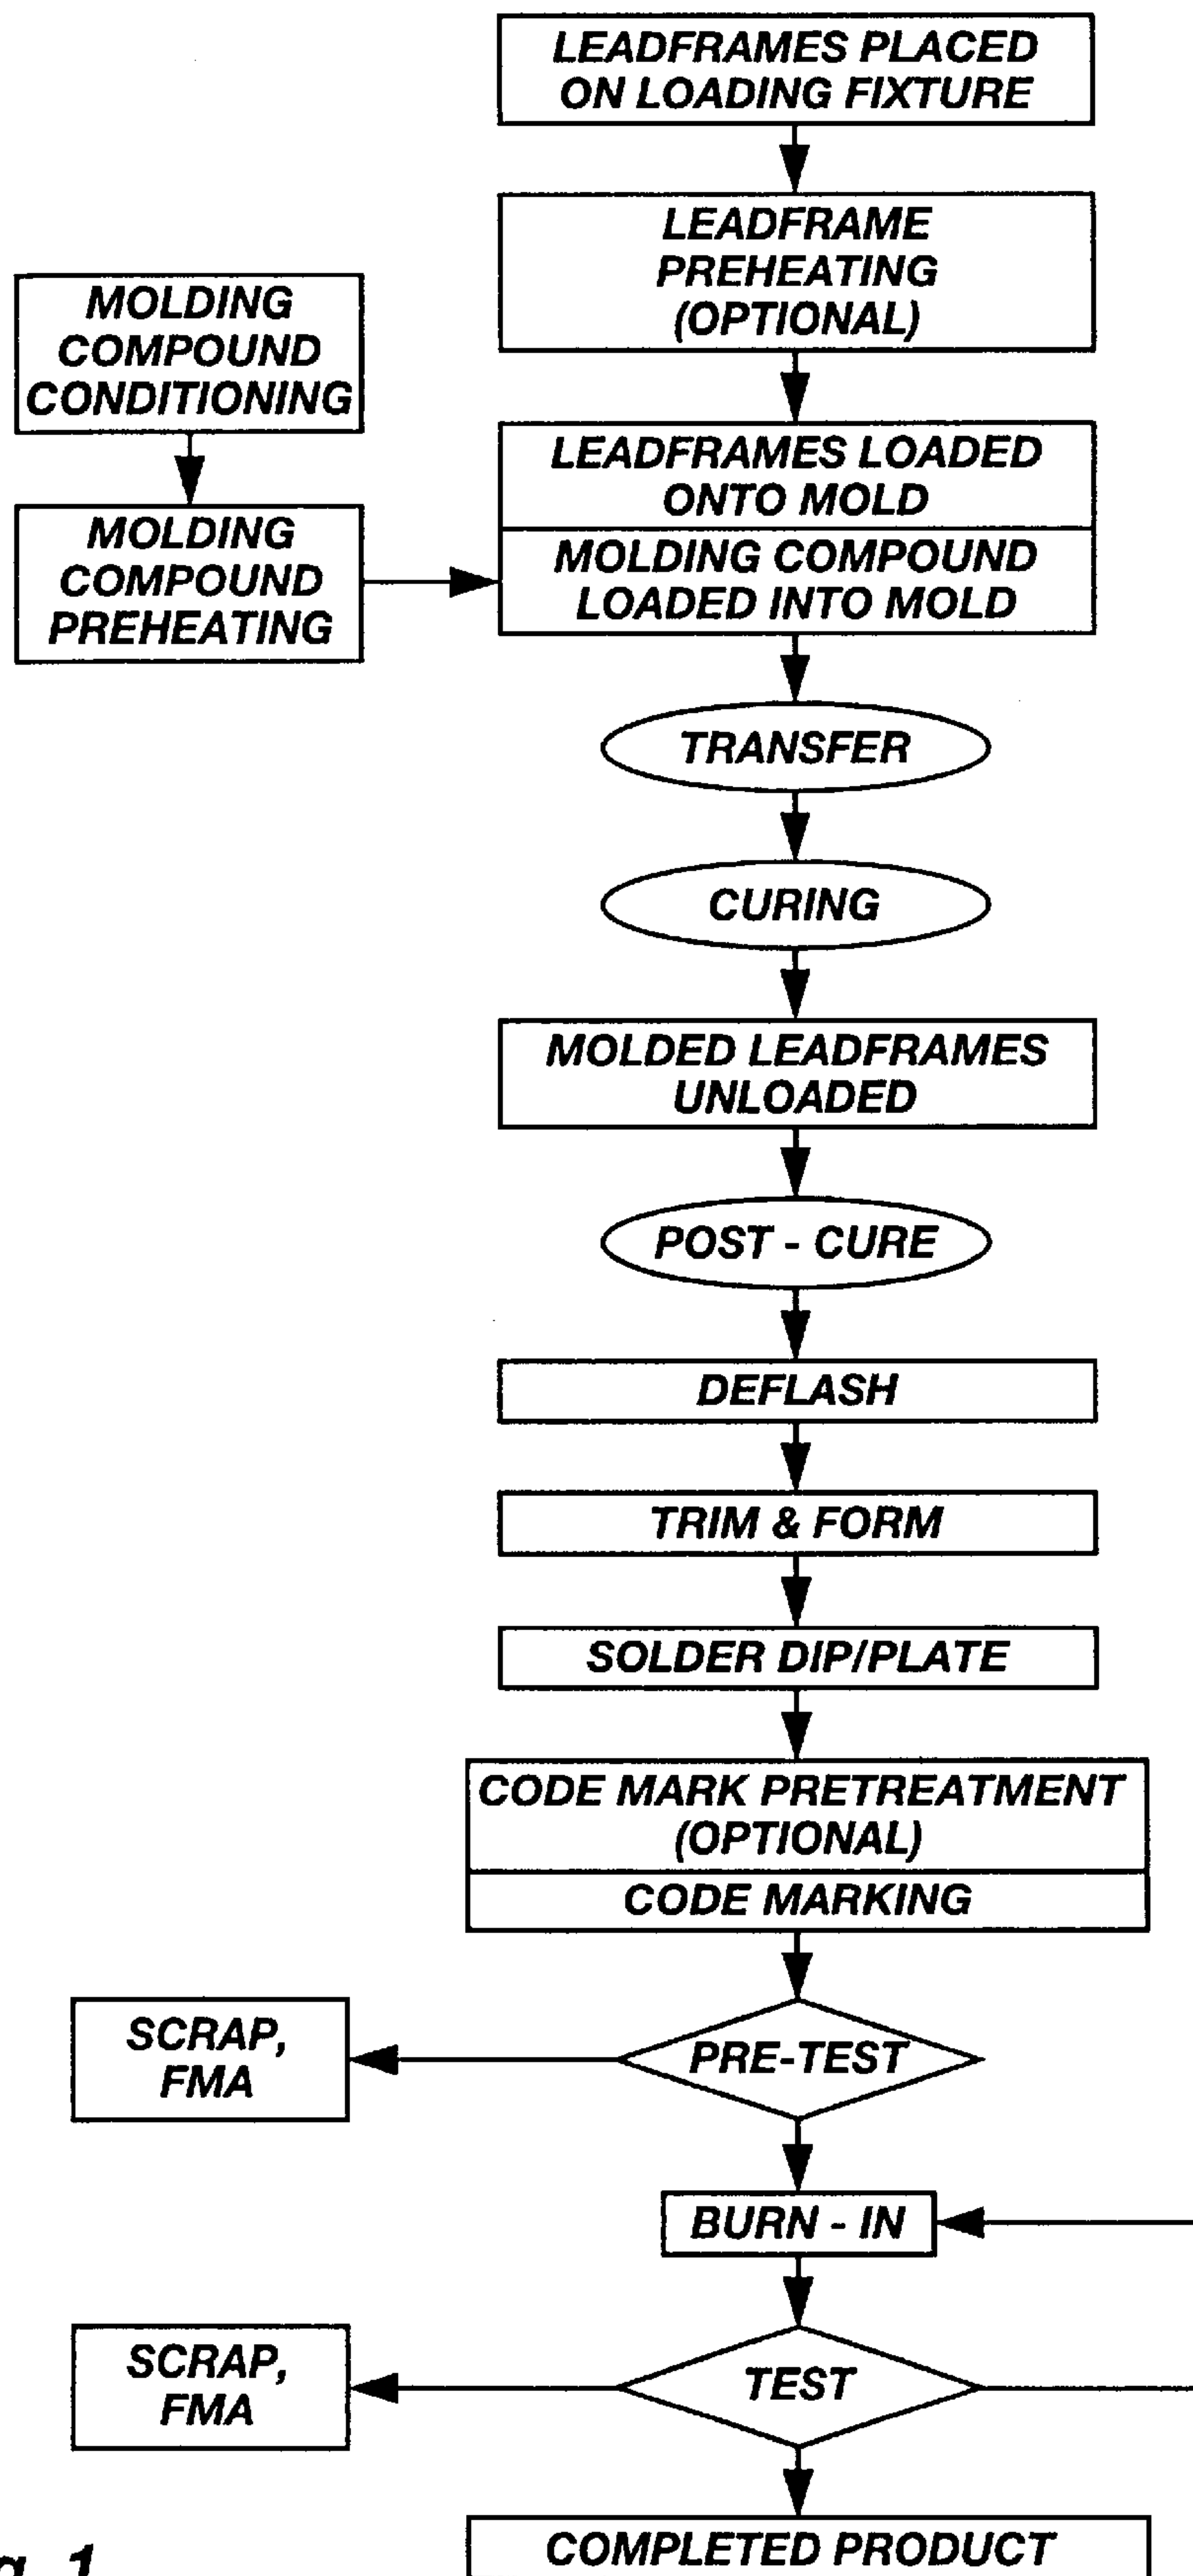 LEADFRAMES PLACED
ON LOADING FIXTURE
LEADFRAME
PREHEATING
(OPTIONAL)
MOLDING
COMPOUND
CONDITIONING
LEADFRAMES LOADED
ONTO MOLD
MOLDING
COMPOUND
PREHEATING
MOLDING COMPOUND
LOADED INTO MOLD
TRANSFER
CURING
MOLDED LEADFRAMES
UNLOADED
POST - CURE
DEFLASH
TRIM & FORM
SOLDER DIP/PLATE
CODE MARK PRETREATMENT
(OPTIONAL)
CODE MARKING
SCRAP,
FMA
PRE-TEST
BURN - IN
SCRAP,
FMA
TEST
COMPLETED PRODUCT